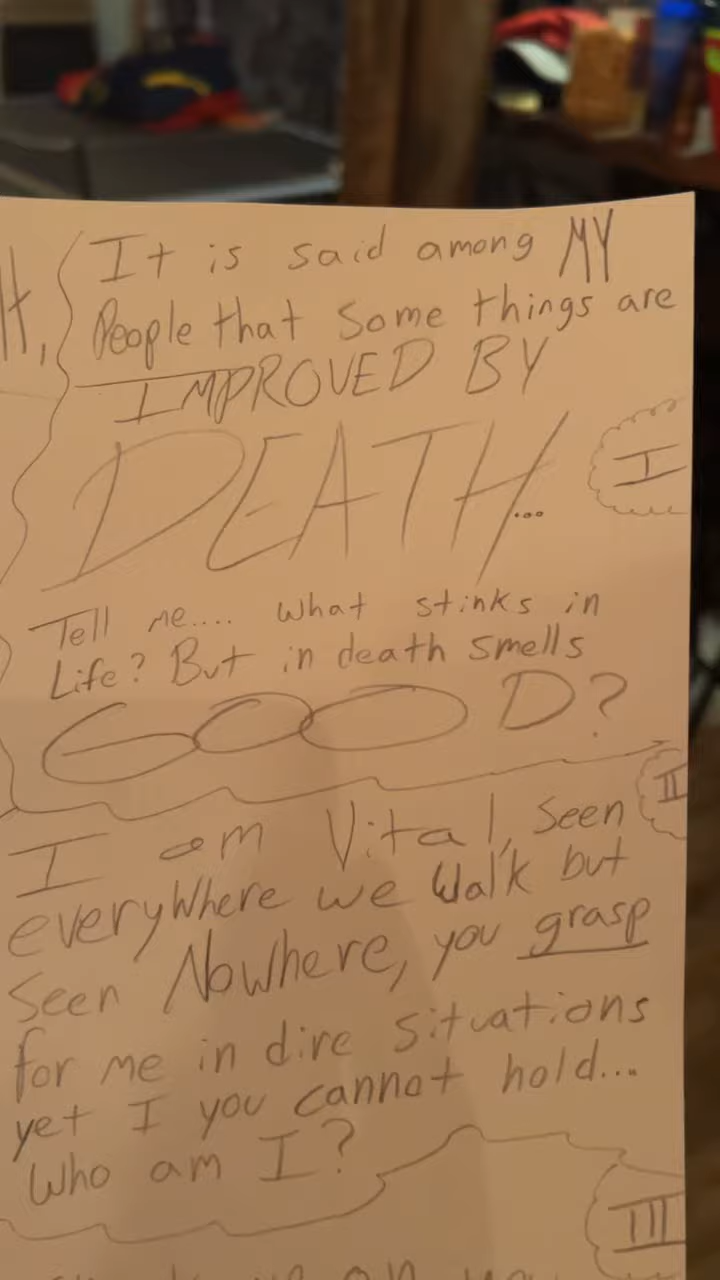 It is said among MY
People that some things are
IMPROVED BY
DEATH...
I
Tell me.... what stinks in
Life? But in death smells
GOOD?
II
I am Vital, seen
everywhere we walk but
seen Nowhere, you grasp
for me in dire situations
yet I you cannot hold...
Who am I?
III